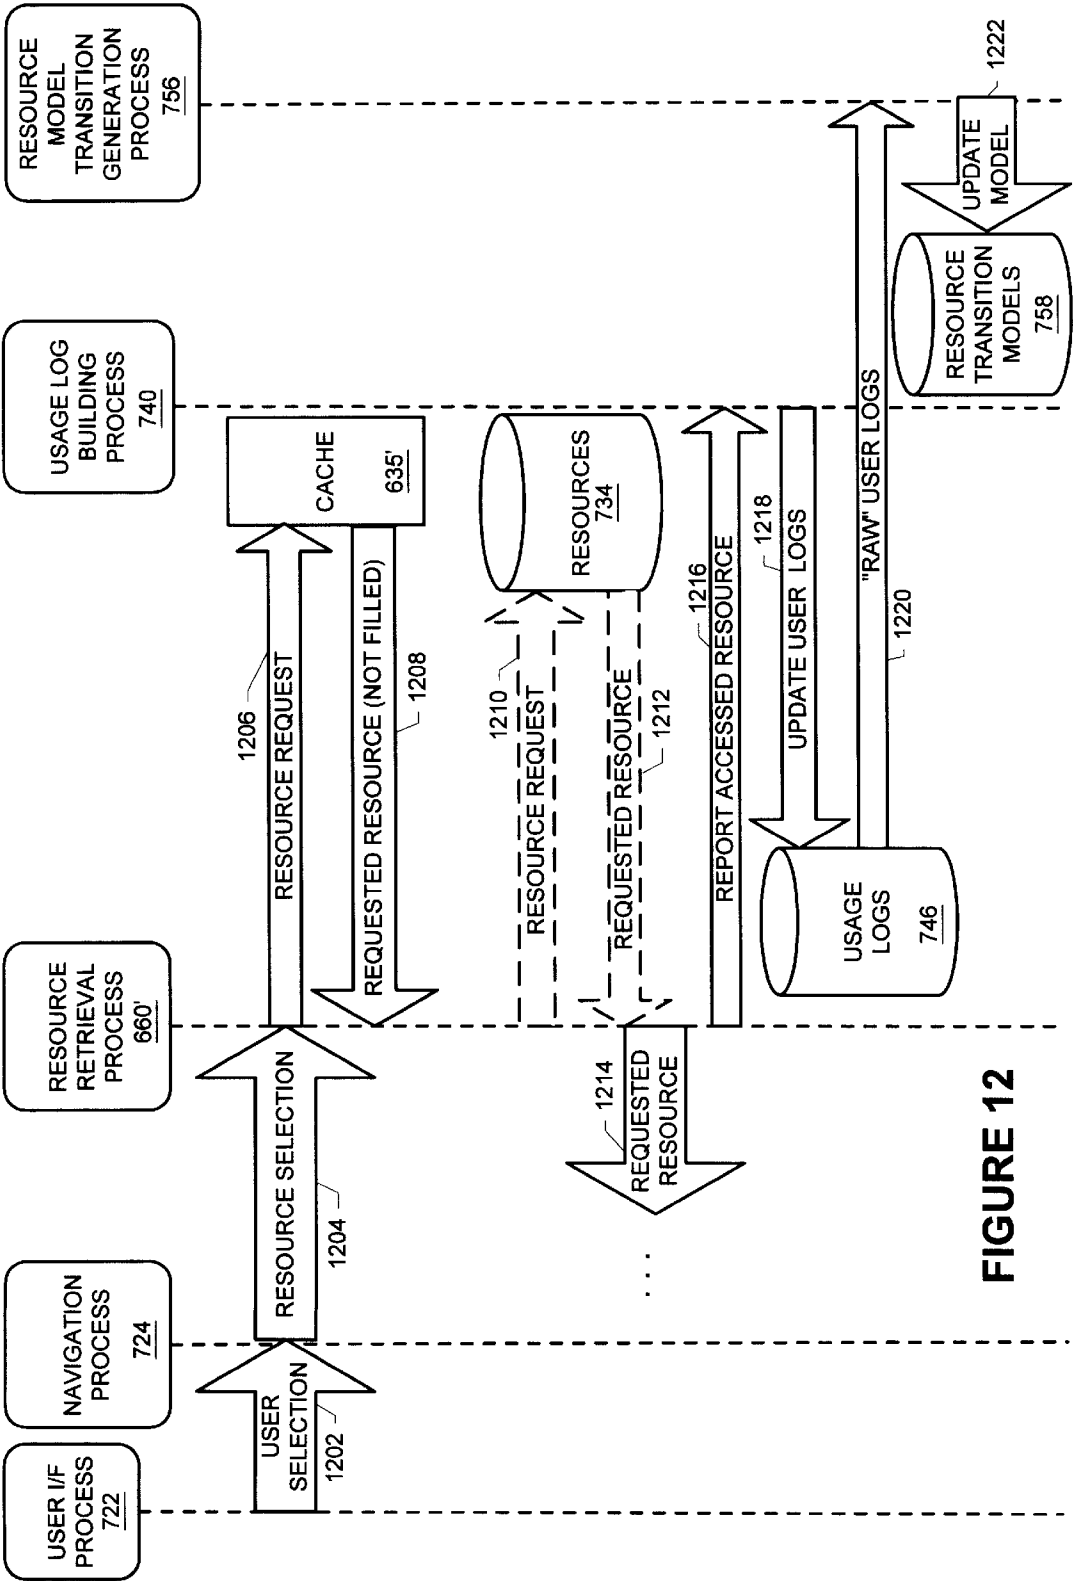 USER I/F
PROCESS
722
NAVIGATION
PROCESS
724
RESOURCE
RETRIEVAL
PROCESS
660'
USAGE LOG
BUILDING
PROCESS
740
RESOURCE
MODEL
TRANSITION
GENERATION
PROCESS
756
USER
SELECTION
1202
RESOURCE SELECTION
1204
1206
RESOURCE REQUEST
CACHE
635'
REQUESTED RESOURCE (NOT FILLED)
1208
1210
RESOURCE REQUEST
RESOURCES
734
REQUESTED RESOURCE
1212
1214
REQUESTED
RESOURCE
. . .
1216
REPORT ACCESSED RESOURCE
1218
UPDATE USER LOGS
USAGE
LOGS
746
"RAW" USER LOGS
1220
1222
UPDATE
MODEL
RESOURCE
TRANSITION
MODELS
758
FIGURE 12